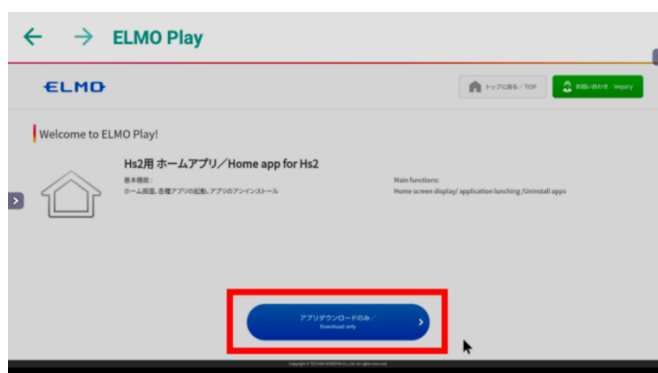 ELMO Play
ELMO
トップに戻る／TOP
お問い合わせ／Inquiry
Welcome to ELMO Play!
Hs2用 ホームアプリ／Home app for Hs2
基本機能：
ホーム画面、各種アプリの起動、アプリのアンインストール
Main functions:
Home screen display/ application lunching /Uninstall apps
アプリダウンロードのみ／
Download only